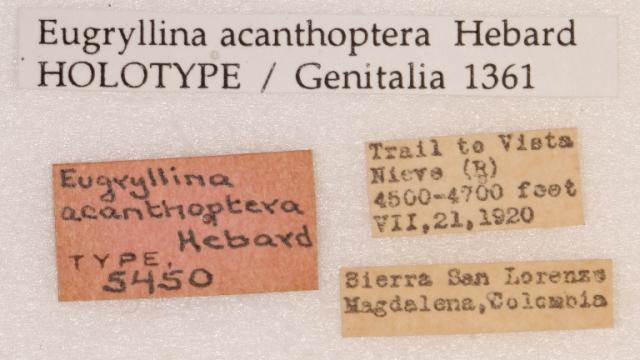 Eugryllina acanthoptera Hebard
HOLOTYPE / Genitalia 1361
Eugryllina
acanthoptera
Hebard
TYPE.
5450
Trail to Vista
Nieve (R)
4500-4700 feet
VII,21,1920
Sierra San Lorenzo
Magdalena,Colombia